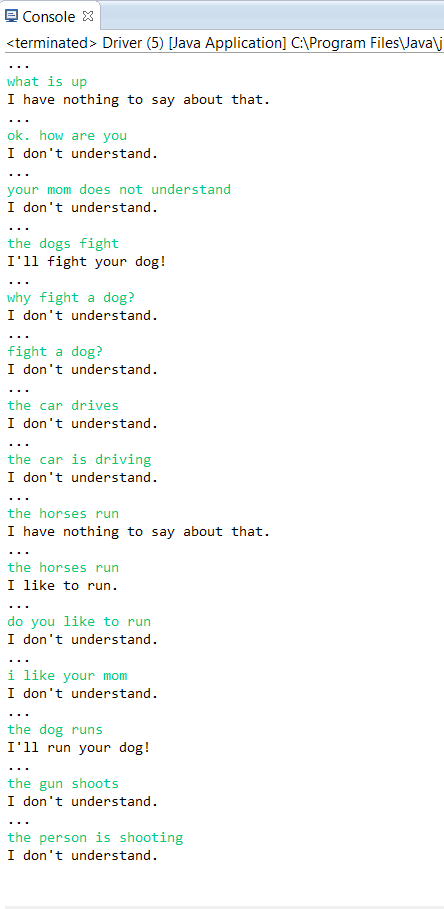 Console
<terminated> Driver (5) [Java Application] C:\Program Files\Java\j
...
what is up
I have nothing to say about that.
...
ok. how are you
I don't understand.
...
your mom does not understand
I don't understand.
...
the dogs fight
I'll fight your dog!
...
why fight a dog?
I don't understand.
...
fight a dog?
I don't understand.
...
the car drives
I don't understand.
...
the car is driving
I don't understand.
...
the horses run
I have nothing to say about that.
...
the horses run
I like to run.
...
do you like to run
I don't understand.
...
i like your mom
I don't understand.
...
the dog runs
I'll run your dog!
...
the gun shoots
I don't understand.
...
the person is shooting
I don't understand.